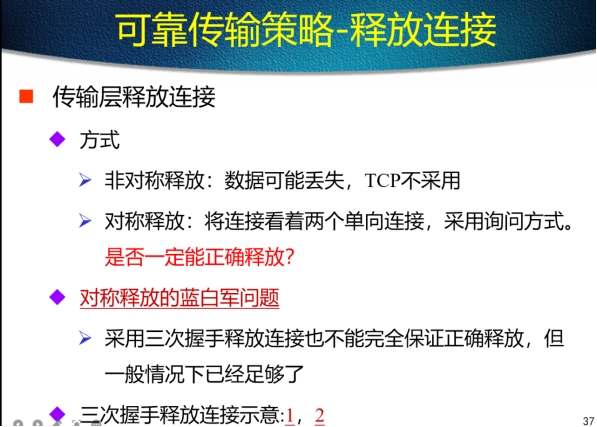 可靠传输策略-释放连接
传输层释放连接
方式
非对称释放：数据可能丢失，TCP不采用
对称释放：将连接看着两个单向连接，采用询问方式。
是否一定能正确释放？
对称释放的蓝白军问题
采用三次握手释放连接也不能完全保证正确释放，但
一般情况下已经足够了
三次握手释放连接示意:1，2
37